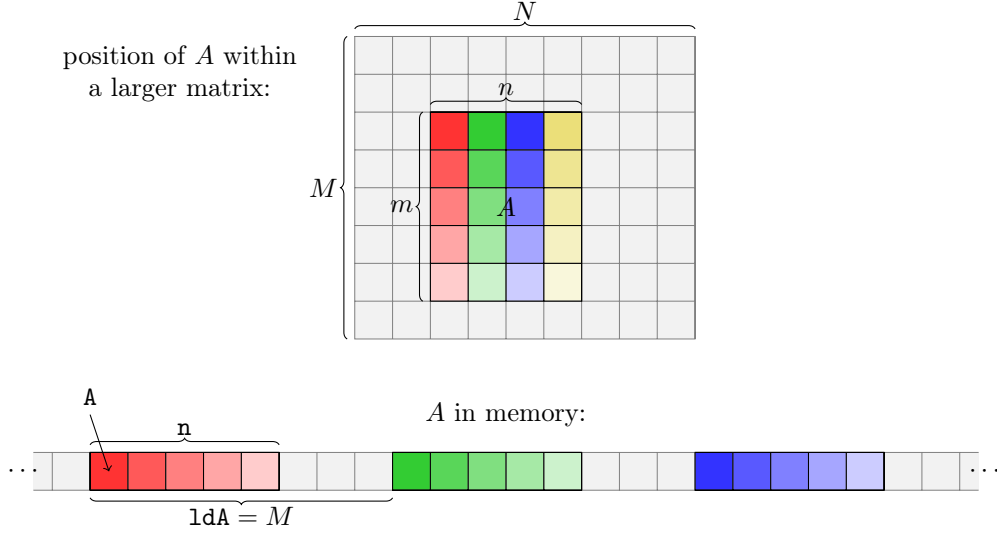 N
position of A within
a larger matrix:
n
M
m
A
A
A in memory:
n
...
...
ldA = M